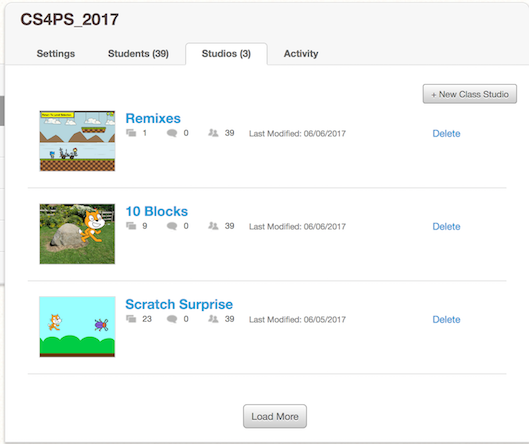 CS4PS_2017
Settings Students (39) Studios (3) Activity
+ New Class Studio
Remixes
1 0 39 Last Modified: 06/06/2017 Delete
10 Blocks
9 0 39 Last Modified: 06/06/2017 Delete
Scratch Surprise
23 0 39 Last Modified: 06/05/2017 Delete
Load More